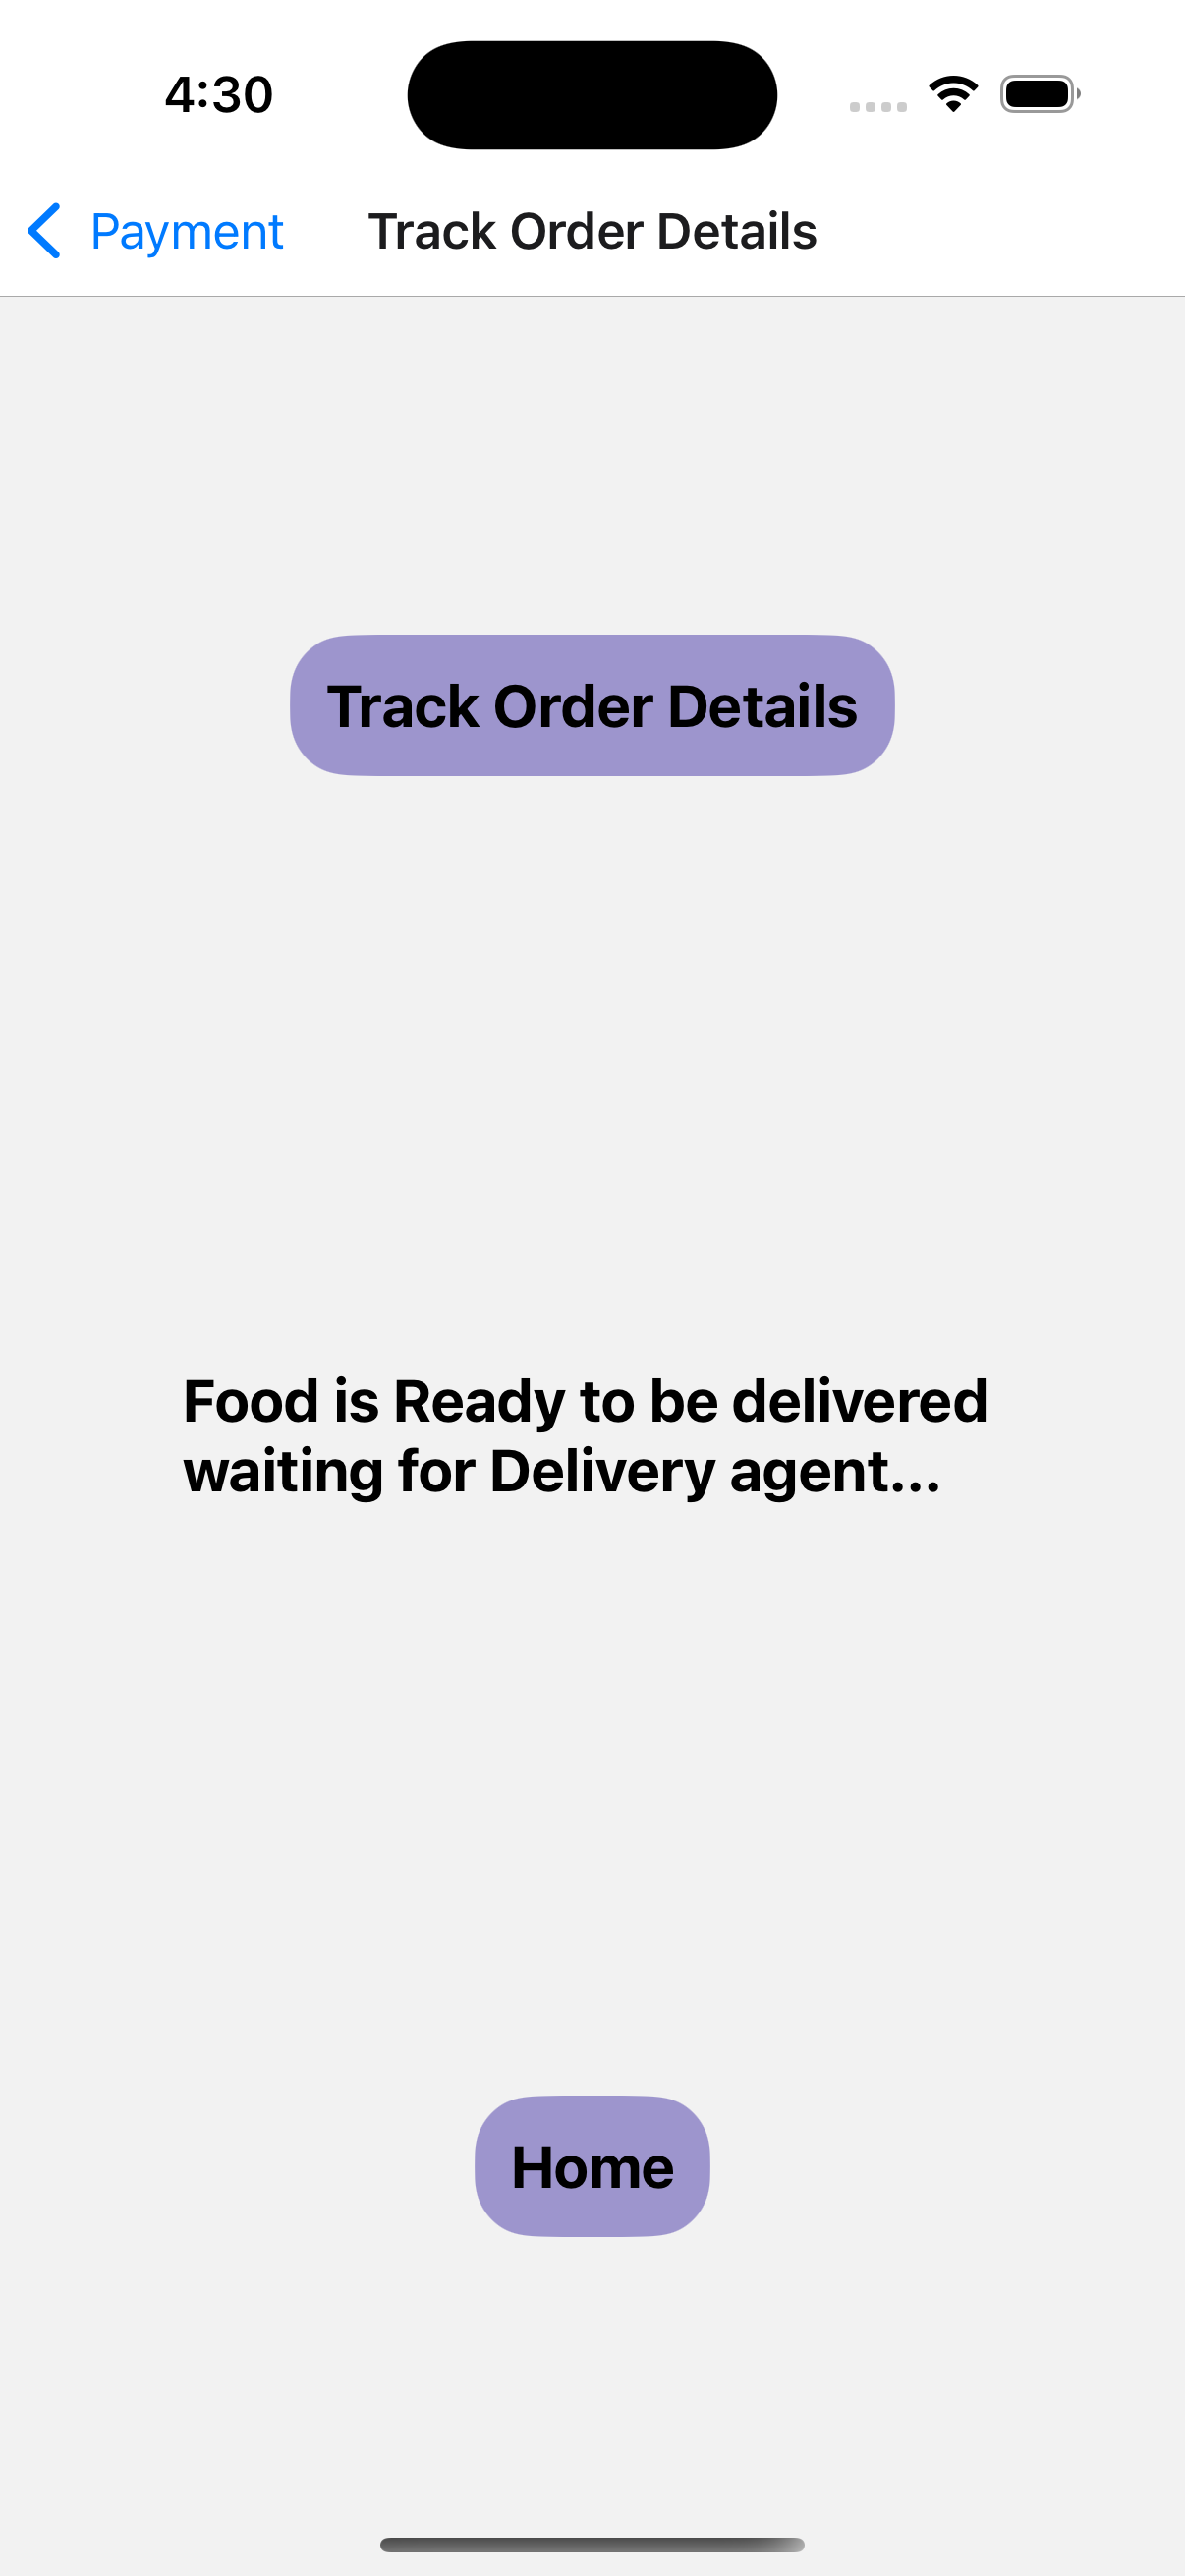 4:30
Payment
Track Order Details
Track Order Details
Food is Ready to be delivered
waiting for Delivery agent...
Home